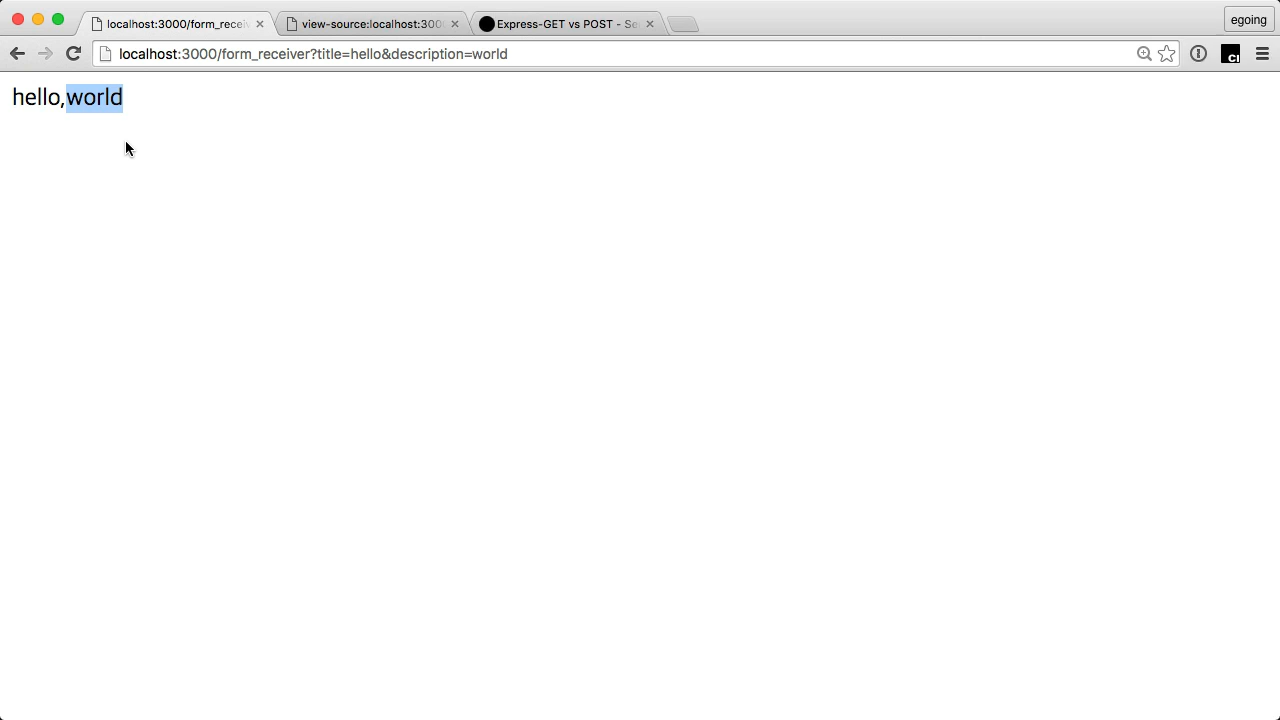 localhost:3000/form_recei
view-source:localhost:300
Express-GET vs POST - Se
egoing
localhost:3000/form_receiver?title=hello&description=world
hello,world